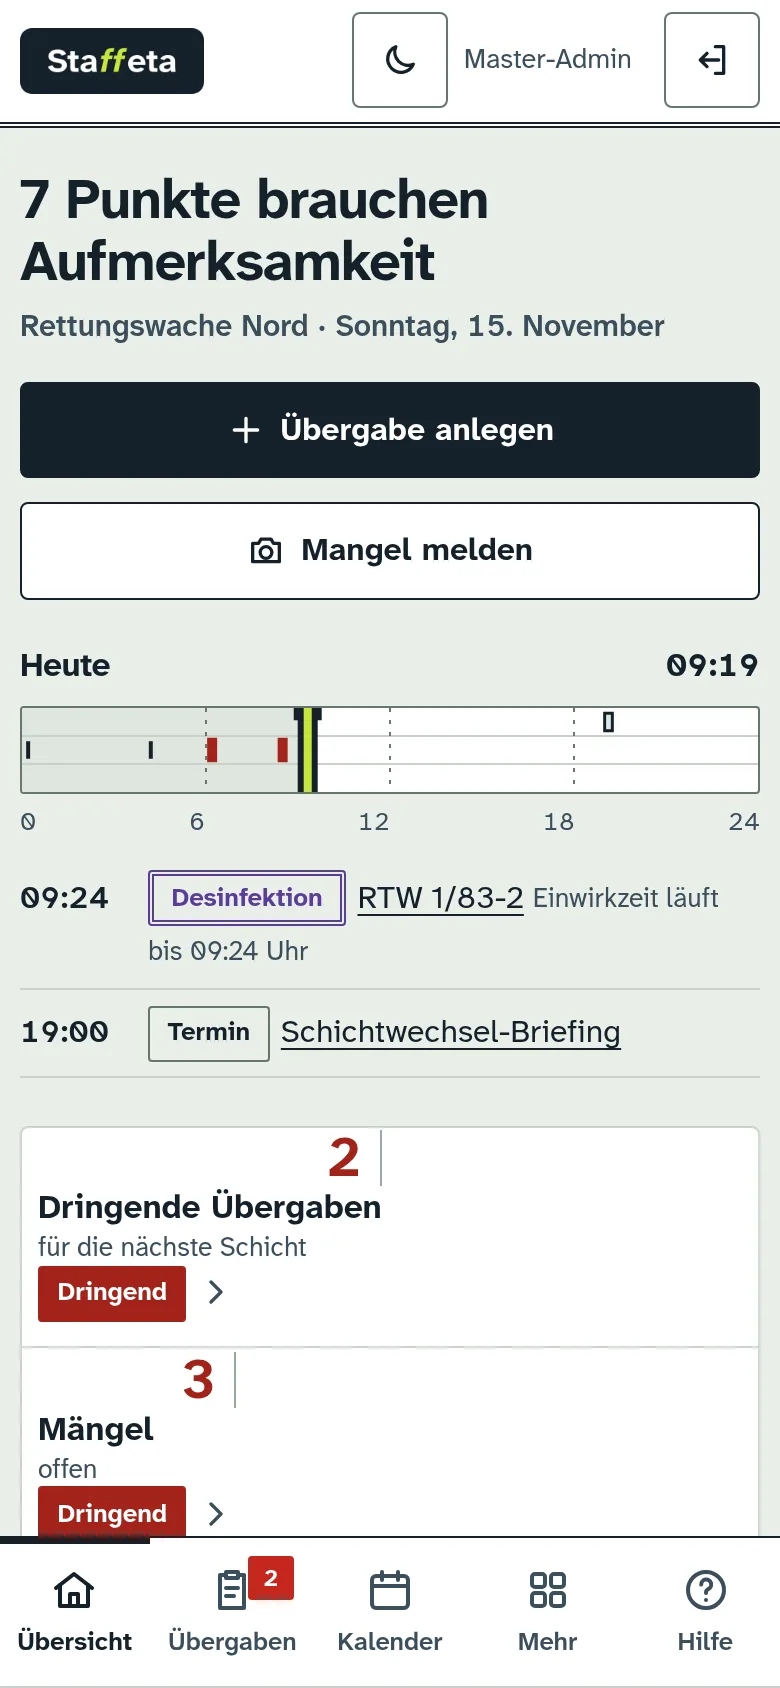 Staffeta
Master-Admin
7 Punkte brauchen
Aufmerksamkeit
Rettungswache Nord · Sonntag, 15. November
Übergabe anlegen
Mangel melden
Heute 09:19
0 6 12 18 24
09:24 Desinfektion RTW 1/83-2 Einwirkzeit läuft
bis 09:24 Uhr
19:00 Termin Schichtwechsel-Briefing
2
Dringende Übergaben
für die nächste Schicht
Dringend
3
Mängel
offen
Dringend
2
Übersicht Übergaben Kalender Mehr Hilfe